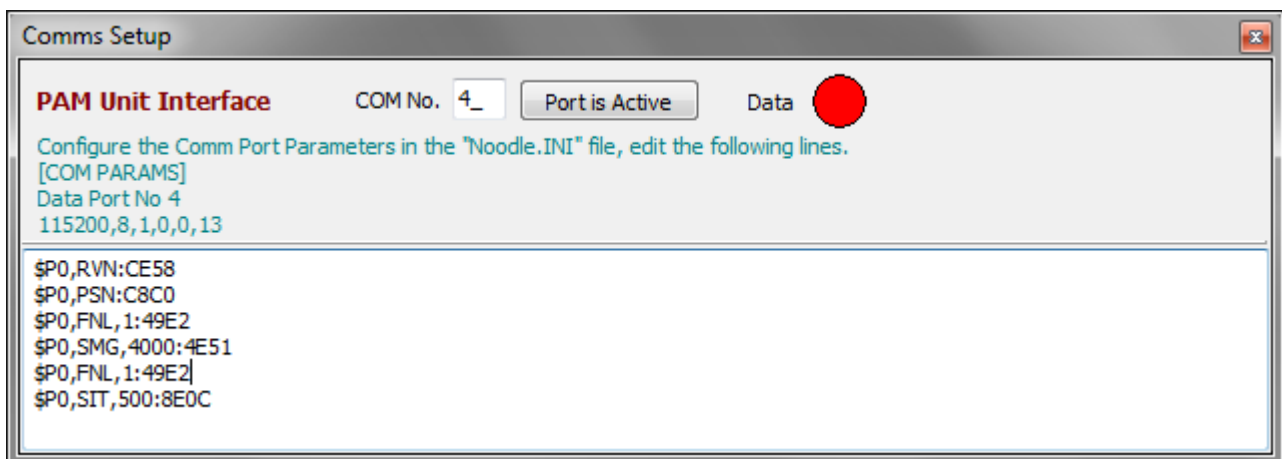 Comms Setup
PAM Unit Interface COM No. 4_ Port is Active Data
Configure the Comm Port Parameters in the "Noodle.INI" file, edit the following lines.
[COM PARAMS]
Data Port No 4
115200,8,1,0,0,13
$P0,RVN:CE58
$P0,PSN:C8C0
$P0,FNL,1:49E2
$P0,SMG,4000:4E51
$P0,FNL,1:49E2
$P0,SIT,500:8E0C